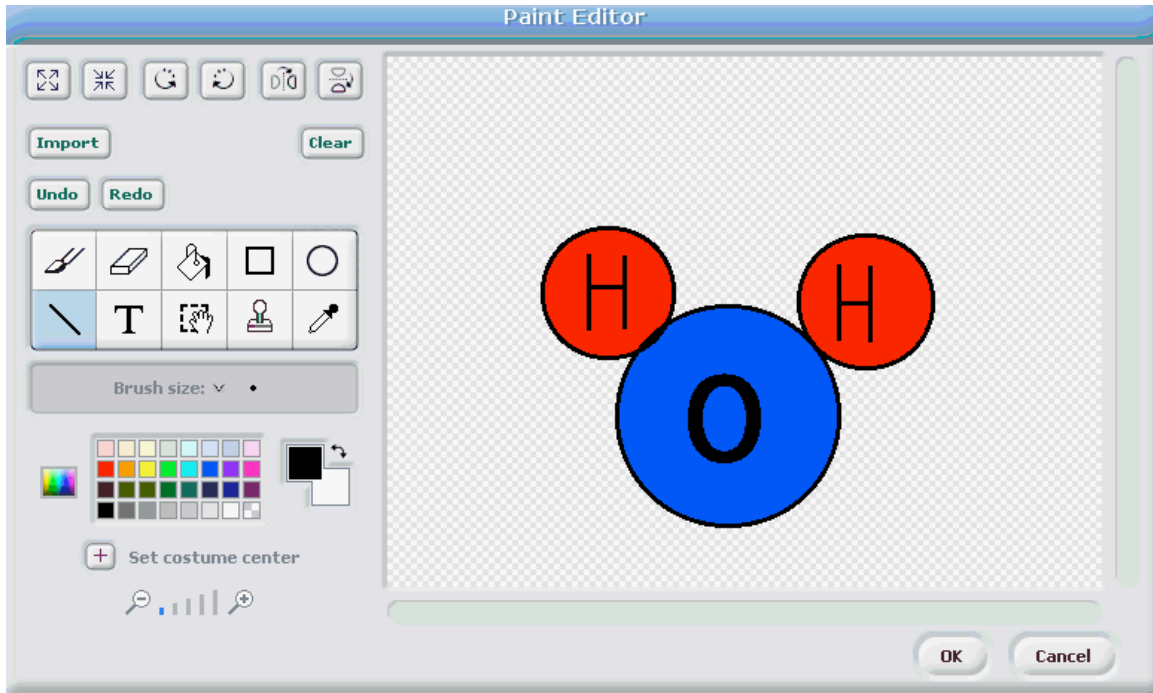 Paint Editor
Import
Clear
Undo Redo
T
Brush size:
Set costume center
H
H
O
OK
Cancel